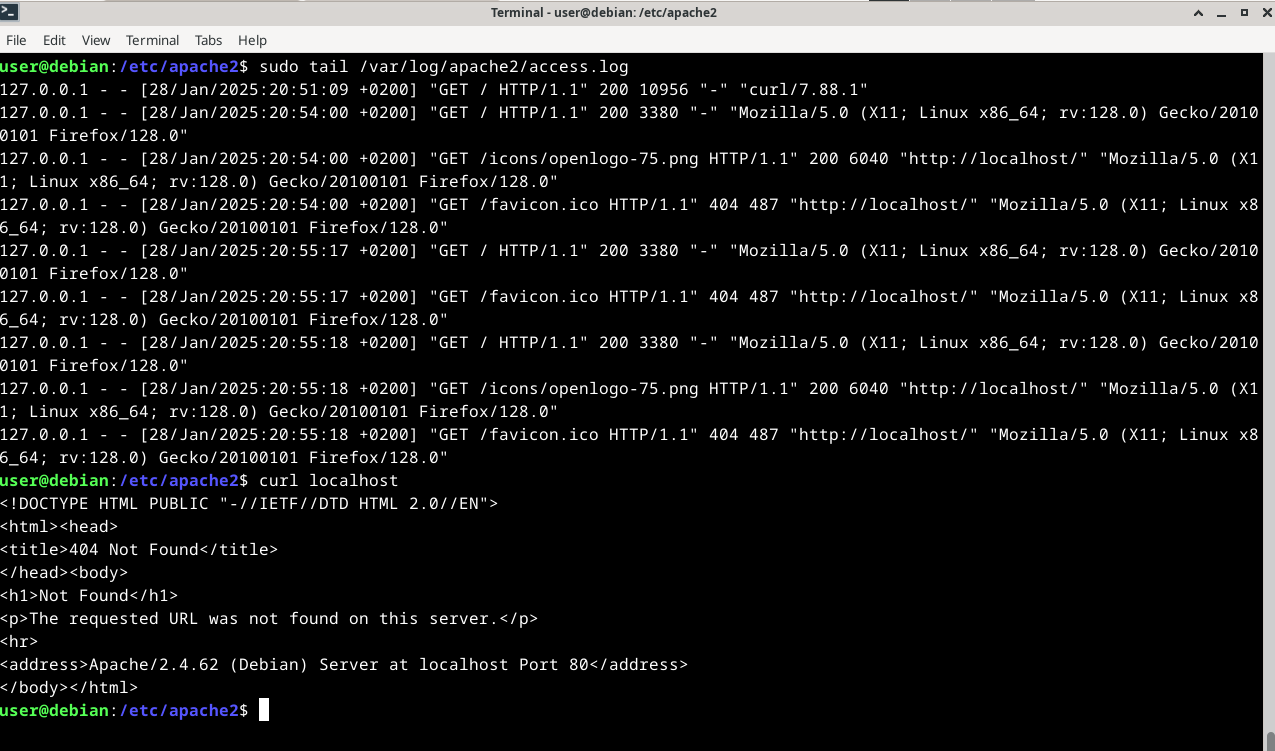 Terminal - user@debian: /etc/apache2
File Edit View Terminal Tabs Help
user@debian:/etc/apache2$ sudo tail /var/log/apache2/access.log
127.0.0.1 - - [28/Jan/2025:20:51:09 +0200] "GET / HTTP/1.1" 200 10956 "-" "curl/7.88.1"
127.0.0.1 - - [28/Jan/2025:20:54:00 +0200] "GET / HTTP/1.1" 200 3380 "-" "Mozilla/5.0 (X11; Linux x86_64; rv:128.0) Gecko/2010
0101 Firefox/128.0"
127.0.0.1 - - [28/Jan/2025:20:54:00 +0200] "GET /icons/openlogo-75.png HTTP/1.1" 200 6040 "http://localhost/" "Mozilla/5.0 (X1
1; Linux x86_64; rv:128.0) Gecko/20100101 Firefox/128.0"
127.0.0.1 - - [28/Jan/2025:20:54:00 +0200] "GET /favicon.ico HTTP/1.1" 404 487 "http://localhost/" "Mozilla/5.0 (X11; Linux x8
6_64; rv:128.0) Gecko/20100101 Firefox/128.0"
127.0.0.1 - - [28/Jan/2025:20:55:17 +0200] "GET / HTTP/1.1" 200 3380 "-" "Mozilla/5.0 (X11; Linux x86_64; rv:128.0) Gecko/2010
0101 Firefox/128.0"
127.0.0.1 - - [28/Jan/2025:20:55:17 +0200] "GET /favicon.ico HTTP/1.1" 404 487 "http://localhost/" "Mozilla/5.0 (X11; Linux x8
6_64; rv:128.0) Gecko/20100101 Firefox/128.0"
127.0.0.1 - - [28/Jan/2025:20:55:18 +0200] "GET / HTTP/1.1" 200 3380 "-" "Mozilla/5.0 (X11; Linux x86_64; rv:128.0) Gecko/2010
0101 Firefox/128.0"
127.0.0.1 - - [28/Jan/2025:20:55:18 +0200] "GET /icons/openlogo-75.png HTTP/1.1" 200 6040 "http://localhost/" "Mozilla/5.0 (X1
1; Linux x86_64; rv:128.0) Gecko/20100101 Firefox/128.0"
127.0.0.1 - - [28/Jan/2025:20:55:18 +0200] "GET /favicon.ico HTTP/1.1" 404 487 "http://localhost/" "Mozilla/5.0 (X11; Linux x8
6_64; rv:128.0) Gecko/20100101 Firefox/128.0"
user@debian:/etc/apache2$ curl localhost
<!DOCTYPE HTML PUBLIC "-//IETF//DTD HTML 2.0//EN">
<html><head>
<title>404 Not Found</title>
</head><body>
<h1>Not Found</h1>
<p>The requested URL was not found on this server.</p>
<hr>
<address>Apache/2.4.62 (Debian) Server at localhost Port 80</address>
</body></html>
user@debian:/etc/apache2$